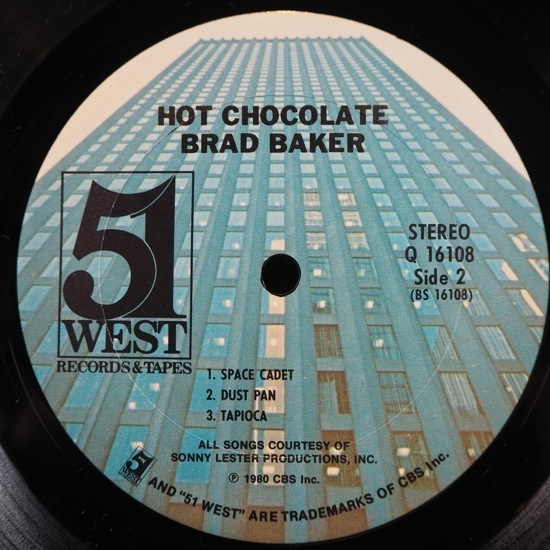 HOT CHOCOLATE
BRAD BAKER
51
WEST
RECORDS & TAPES
STEREO
Q 16108
Side 2
(BS 16108)
1. SPACE CADET
2. DUST PAN
3. TAPIOCA
ALL SONGS COURTESY OF
SONNY LESTER PRODUCTIONS, INC.
℗ 1980 CBS Inc.
51 WEST AND "51 WEST" ARE TRADEMARKS OF CBS Inc.